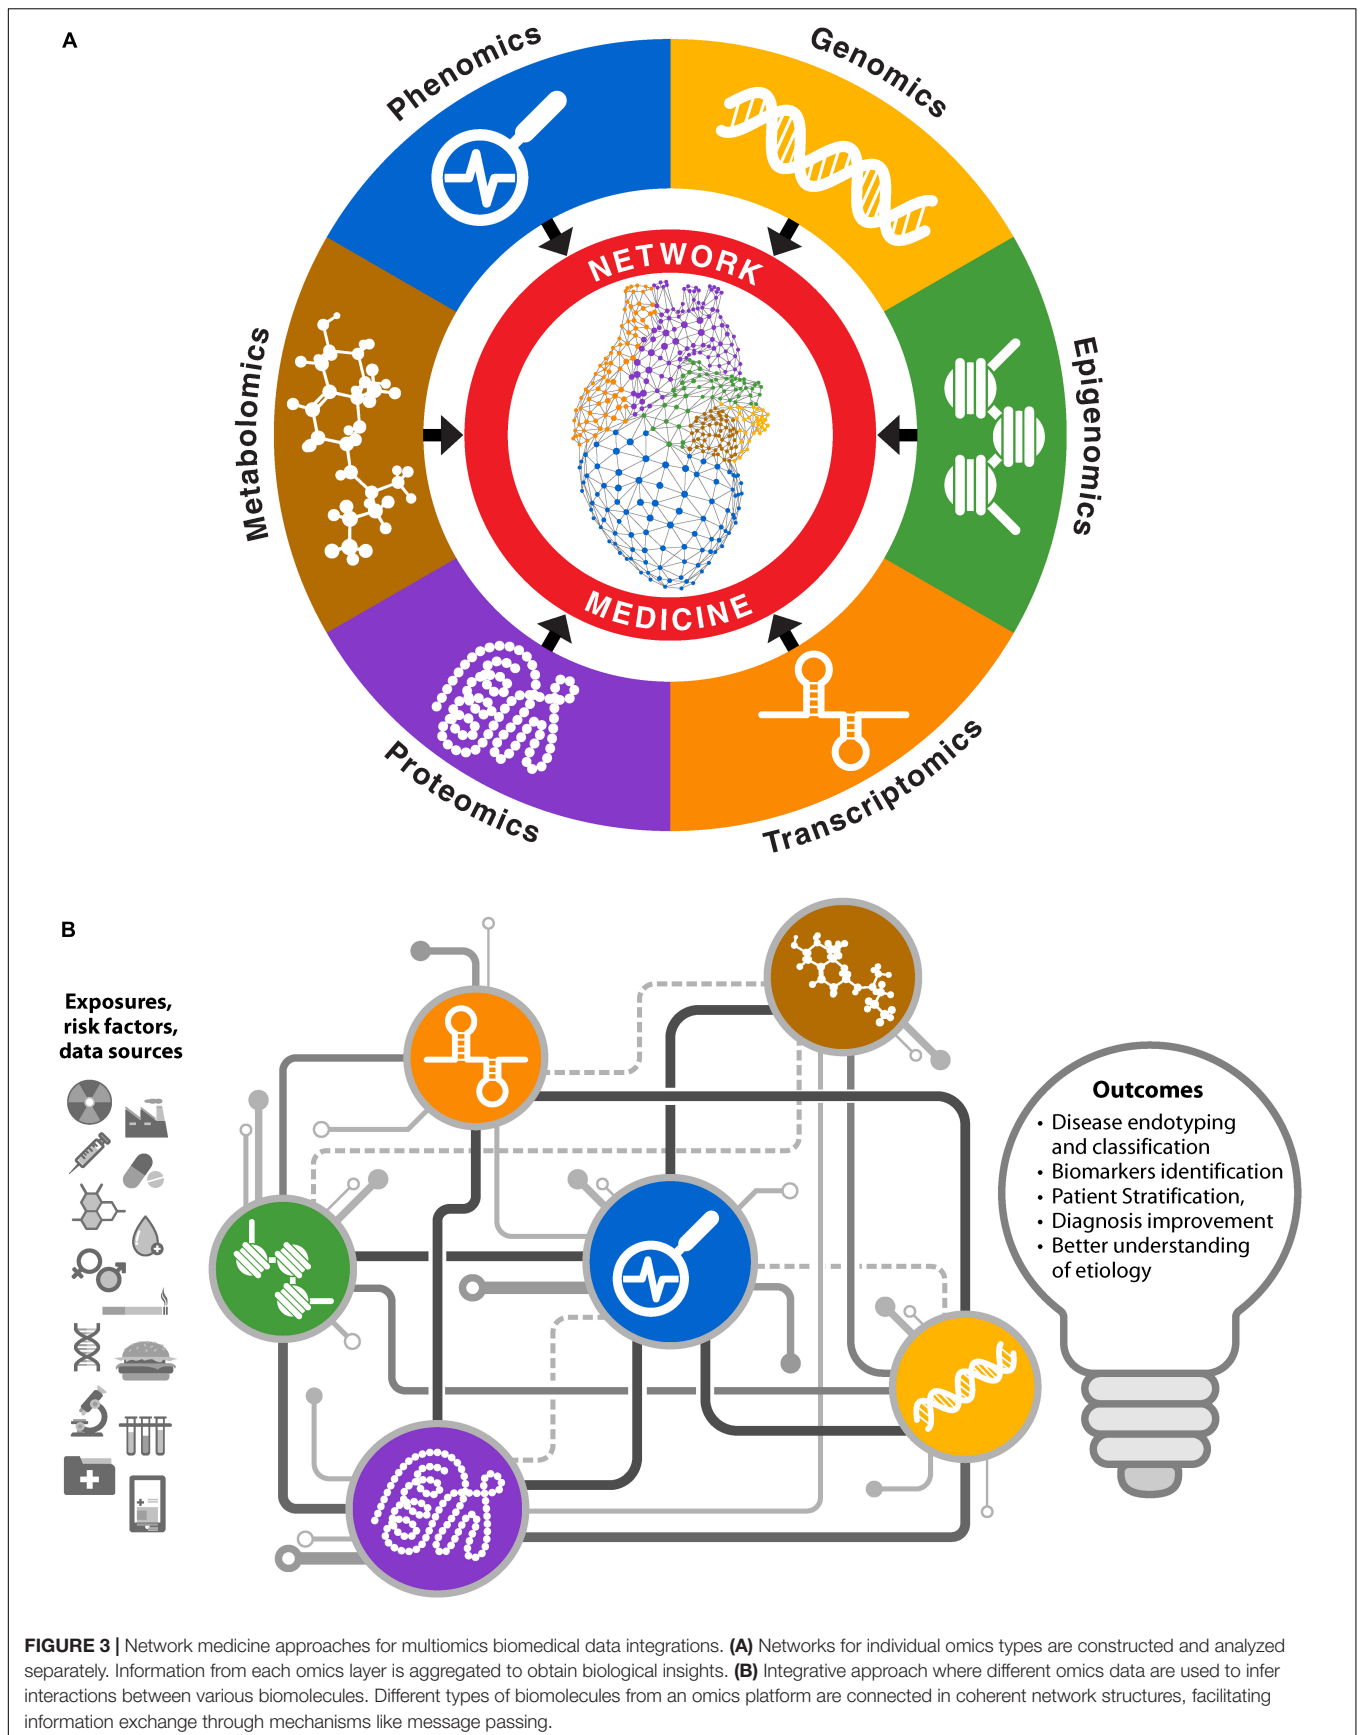 A
Phenomics
Genomics
Metabolomics
Epigenomics
NETWORK
MEDICINE
Proteomics
Transcriptomics
B
Exposures,
risk factors,
data sources
Outcomes
• Disease endotyping
and classification
• Biomarkers identification
• Patient Stratification,
• Diagnosis improvement
• Better understanding
of etiology
FIGURE 3 | Network medicine approaches for multiomics biomedical data integrations. (A) Networks for individual omics types are constructed and analyzed
separately. Information from each omics layer is aggregated to obtain biological insights. (B) Integrative approach where different omics data are used to infer
interactions between various biomolecules. Different types of biomolecules from an omics platform are connected in coherent network structures, facilitating
information exchange through mechanisms like message passing.